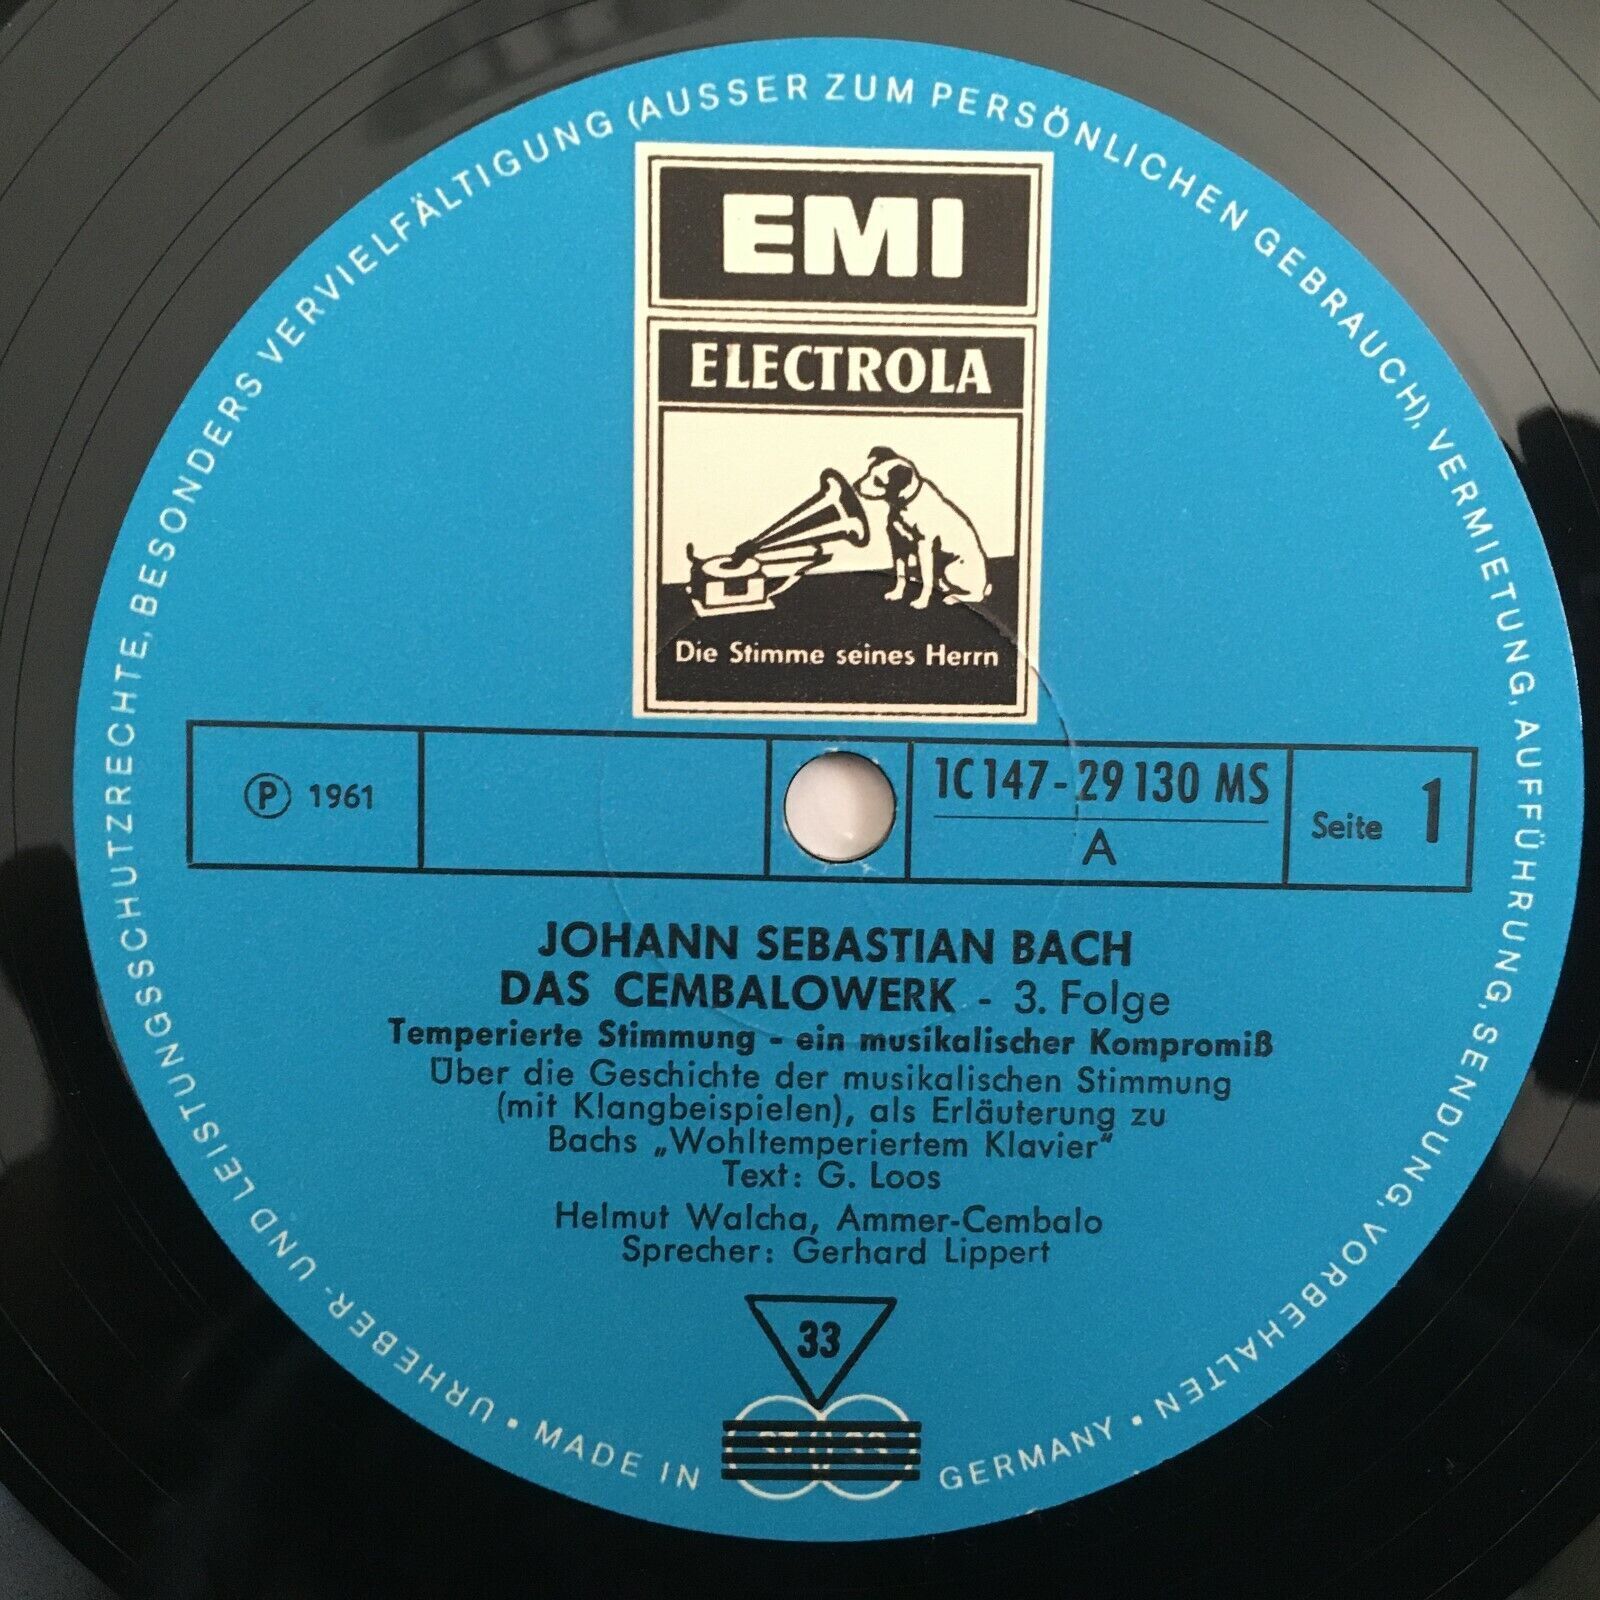 URHEBER- UND LEISTUNGSSCHUTZRECHTE, BESONDERS VERVIELFÄLTIGUNG (AUSSER ZUM PERSÖNLICHEN GEBRAUCH), VERMIETUNG, AUFFÜHRUNG, SENDUNG, VORBEHALTEN •
EMI
ELECTROLA
Die Stimme seines Herrn
Ⓟ 1961
1C 147-29 130 MS
A
Seite 1
JOHANN SEBASTIAN BACH
DAS CEMBALOWERK - 3. Folge
Temperierte Stimmung - ein musikalischer Kompromiß
Über die Geschichte der musikalischen Stimmung
(mit Klangbeispielen), als Erläuterung zu
Bachs „Wohltemperiertem Klavier"
Text: G. Loos
Helmut Walcha, Ammer-Cembalo
Sprecher: Gerhard Lippert
33
• MADE IN GERMANY